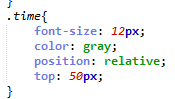 }
.time{
font-size: 12px;
color: gray;
position: relative;
top: 50px;
}